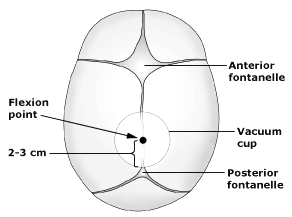 Anterior
fontanelle
Flexion
point
Vacuum
cup
2-3 cm
Posterior
fontanelle